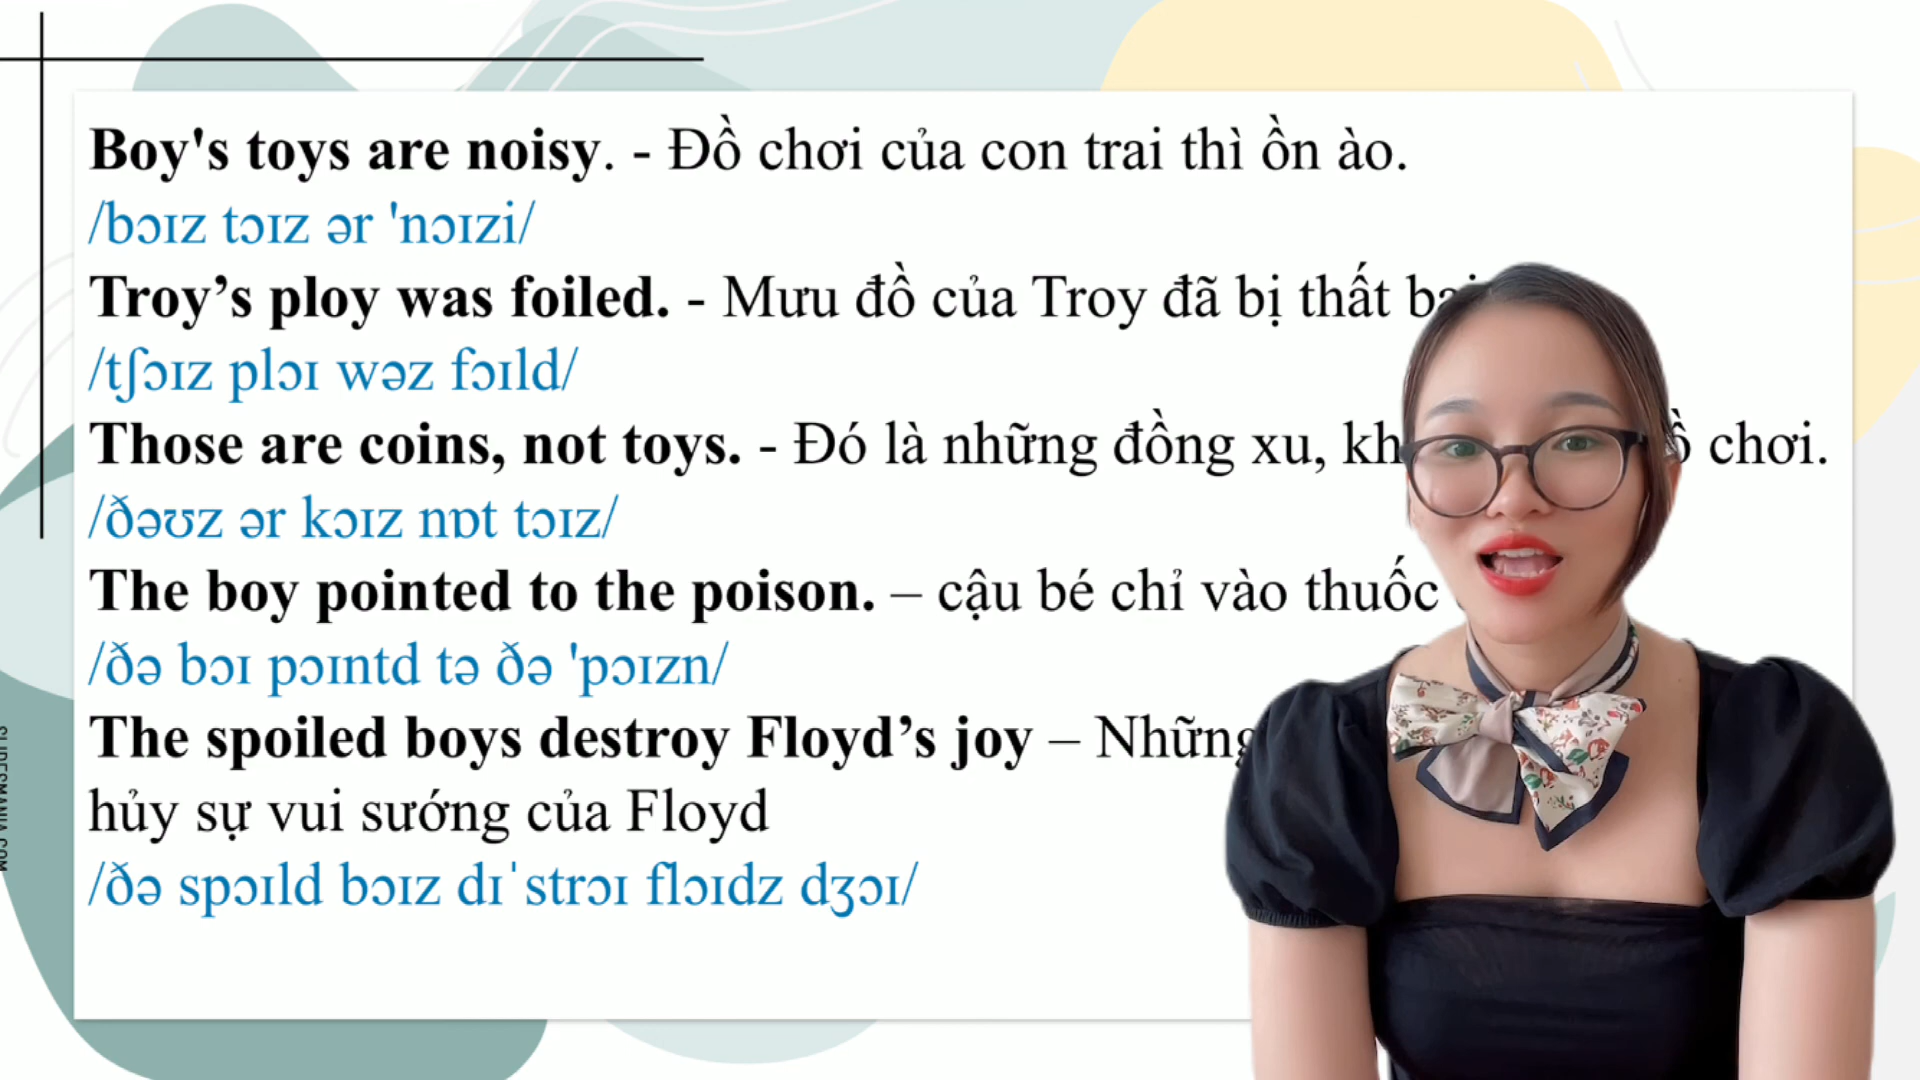 Boy's toys are noisy. - Đồ chơi của con trai thì ồn ào.
/bɔɪz tɔɪz ər 'nɔɪzi/
Troy’s ploy was foiled. - Mưu đồ của Troy đã bị thất
/tʃɔɪz plɔɪ wəz fɔɪld/
Those are coins, not toys. - Đó là những đồng xu, chơi.
/ðəʊz ər kɔɪz nɒt tɔɪz/
The boy pointed to the poison. – cậu bé chỉ vào thuốc
/ðə bɔɪ pɔɪntd tə ðə 'pɔɪzn/
The spoiled boys destroy Floyd’s joy – Những
hủy sự vui sướng của Floyd
/ðə spɔɪld bɔɪz dɪˈstrɔɪ flɔɪdz dʒɔɪ/